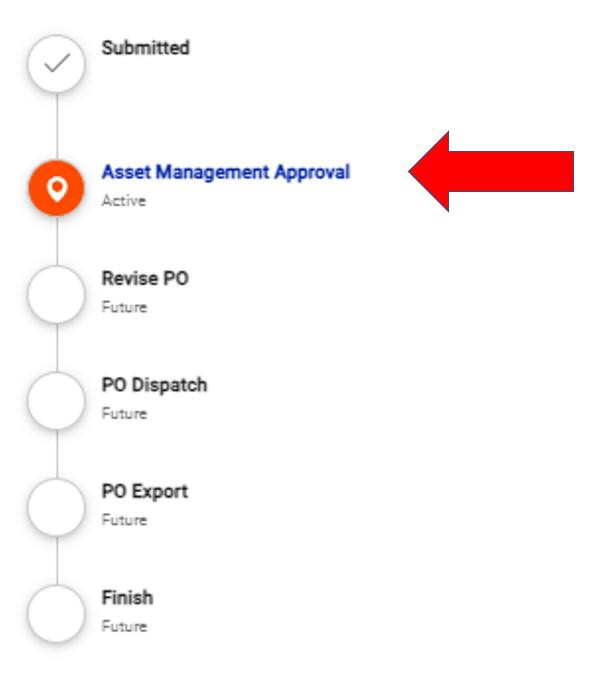 Submitted
Asset Management Approval
Active
Revise PO
Future
PO Dispatch
Future
PO Export
Future
Finish
Future